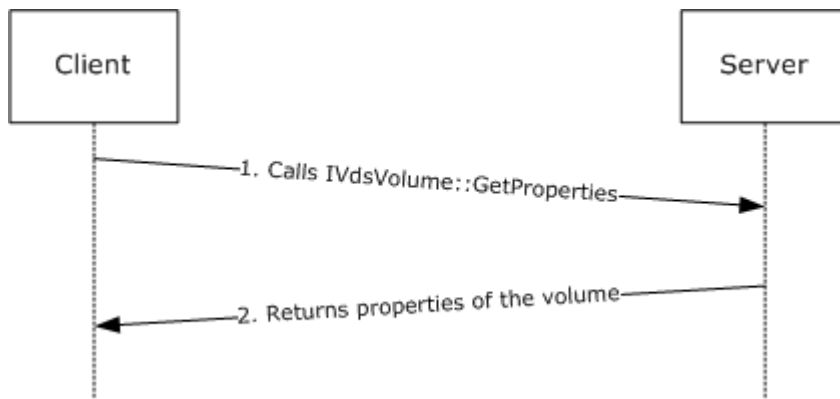 Client
Server
1. Calls IVdsVolume::GetProperties
2. Returns properties of the volume